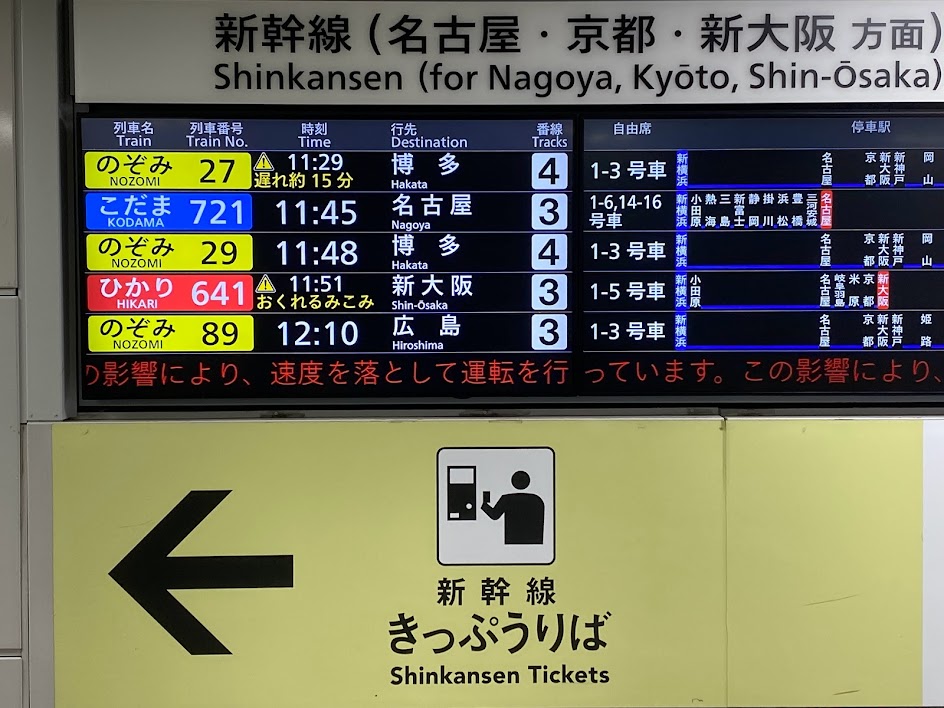 新幹線（名古屋・京都・新大阪 方面）
Shinkansen (for Nagoya, Kyōto, Shin-Ōsaka)
列車名 列車番号 時刻 行先 番線 自由席 停車駅
Train Train No. Time Destination Tracks
のぞみ 27 11:29 博多 4 1-3 号車 新横浜 名古屋 京都 新大阪 新神戸 岡山
NOZOMI 遅れ約 15 分 Hakata
こだま 721 11:45 名古屋 3 1-6,14-16 号車 新横浜 小田原 熱海 三島 新富士 静岡 掛川 浜松 豊橋 三河安城 名古屋
KODAMA Nagoya
のぞみ 29 11:48 博多 4 1-3 号車 新横浜 名古屋 京都 新大阪 新神戸 岡山
NOZOMI Hakata
ひかり 641 11:51 新大阪 3 1-5 号車 新横浜 小田原 名古屋 岐阜羽島 米原 京都 新大阪
HIKARI おくれるみこみ Shin-Ōsaka
のぞみ 89 12:10 広島 3 1-3 号車 新横浜 名古屋 京都 新大阪 新神戸 姫路
NOZOMI Hiroshima
の影響により、速度を落として運転を行っています。この影響により、
新幹線
きっぷうりば
Shinkansen Tickets